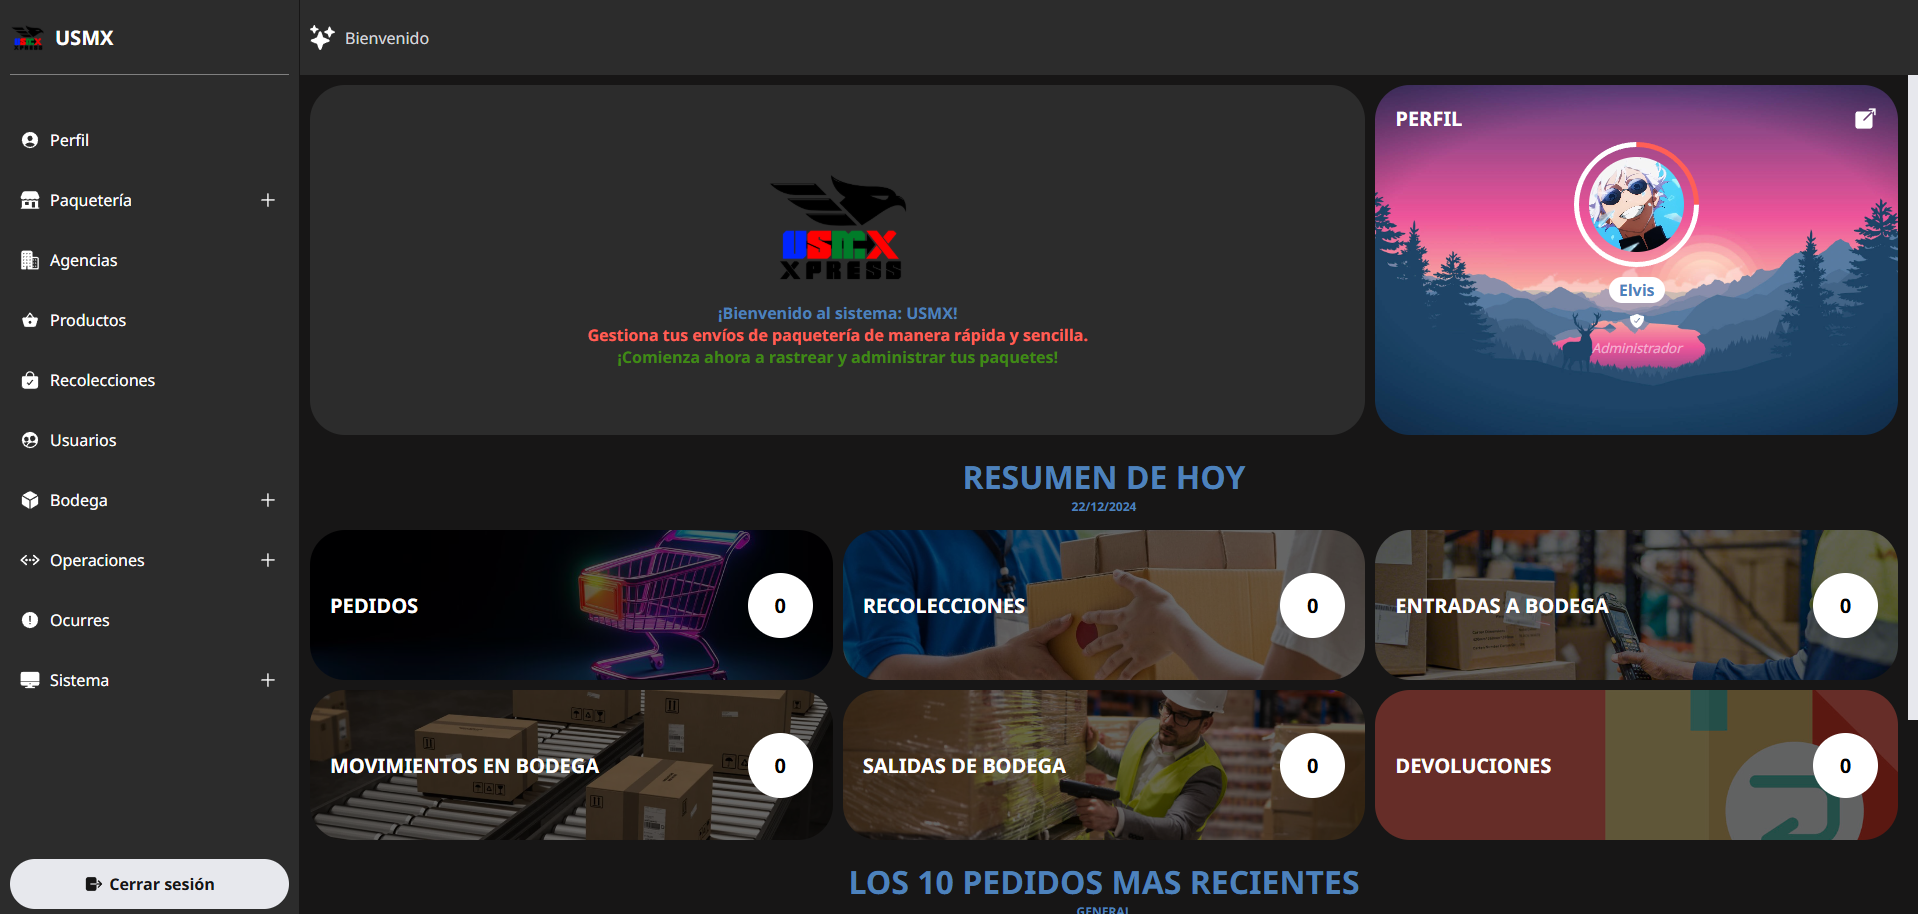 USMX
Bienvenido
Perfil
Paquetería
Agencias
Productos
Recolecciones
Usuarios
Bodega
Operaciones
Ocurres
Sistema
Cerrar sesión
USMX
XPRESS
¡Bienvenido al sistema: USMX!
Gestiona tus envíos de paquetería de manera rápida y sencilla.
¡Comienza ahora a rastrear y administrar tus paquetes!
PERFIL
Elvis
Administrador
RESUMEN DE HOY
22/12/2024
PEDIDOS
0
RECOLECCIONES
0
ENTRADAS A BODEGA
0
MOVIMIENTOS EN BODEGA
0
SALIDAS DE BODEGA
0
DEVOLUCIONES
0
LOS 10 PEDIDOS MAS RECIENTES
GENERAL